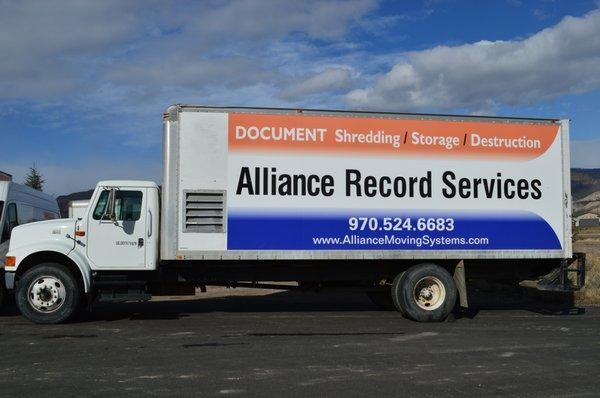 DOCUMENT Shredding / Storage / Destruction
Alliance Record Services
970.524.6683
www.AllianceMovingSystems.com